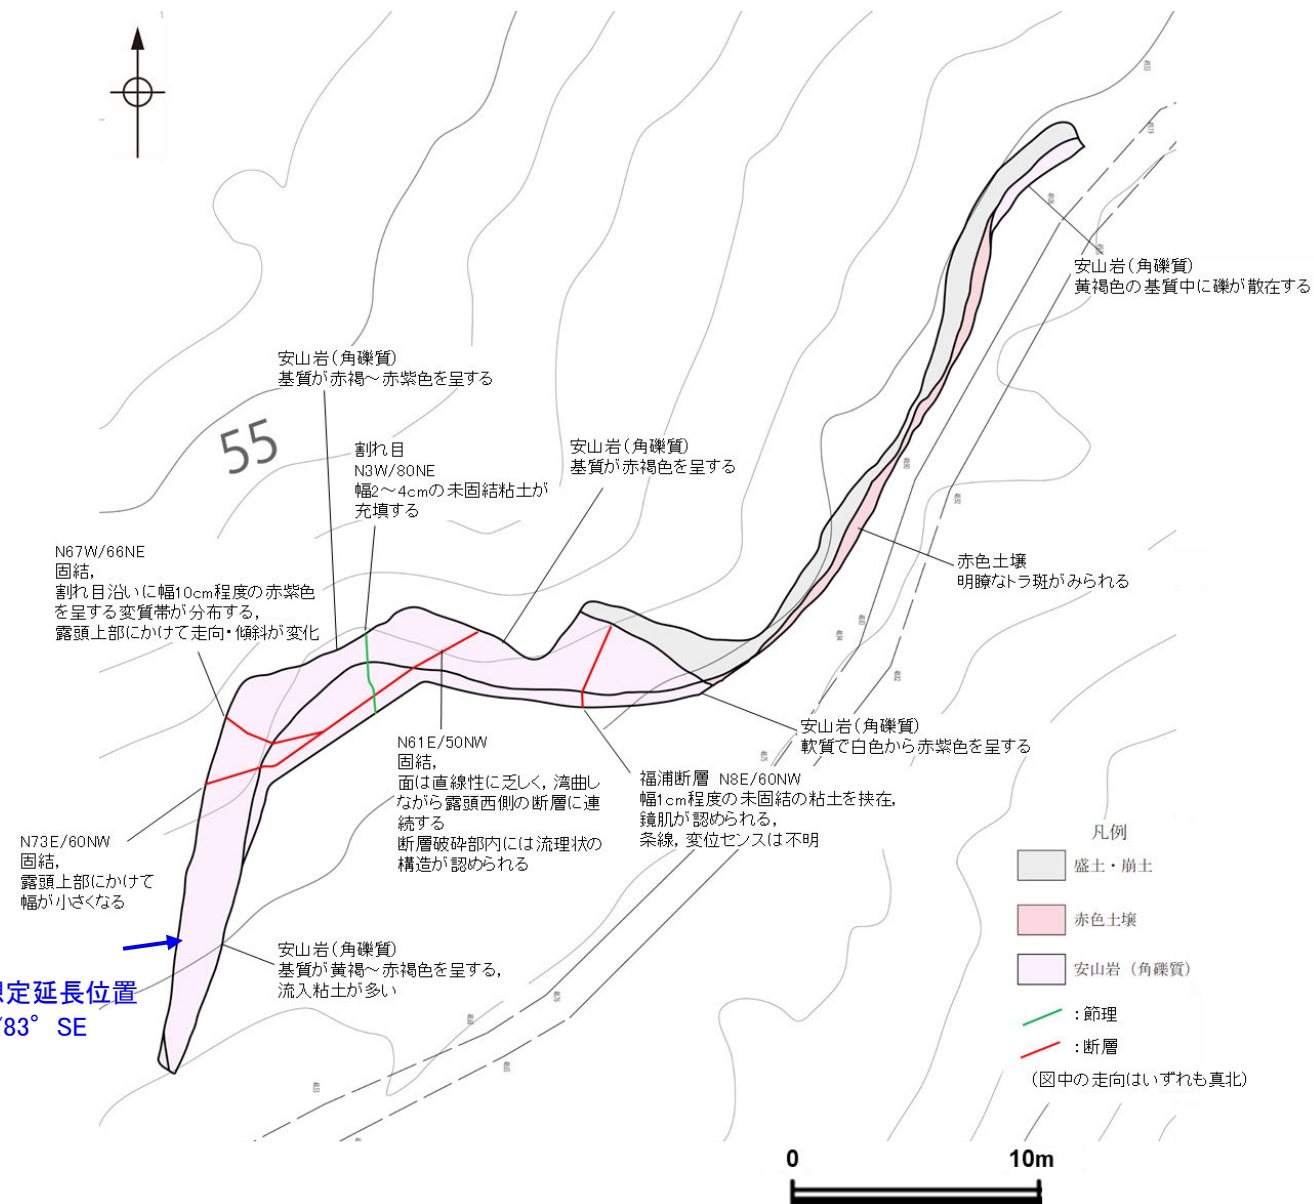 安山岩(角礫質)
黄褐色の基質中に礫が散在する
安山岩(角礫質)
基質が赤褐～赤紫色を呈する
55
割れ目
N3W/80NE
幅2～4cmの未固結粘土が
充填する
安山岩(角礫質)
基質が赤褐色を呈する
N67W/66NE
固結,
割れ目沿いに幅10cm程度の赤紫色
を呈する変質帯が分布する,
露頭上部にかけて走向・傾斜が変化
赤色土壌
明瞭なトラ斑がみられる
安山岩(角礫質)
軟質で白色から赤紫色を呈する
N61E/50NW
固結,
面は直線性に乏しく, 湾曲し
ながら露頭西側の断層に連
続する
断層破砕部内には流理状の
構造が認められる
福浦断層 N8E/60NW
幅1cm程度の未固結の粘土を挟在,
鏡肌が認められる,
条線, 変位センスは不明
N73E/60NW
固結,
露頭上部にかけて
幅が小さくなる
安山岩(角礫質)
基質が黄褐～赤褐色を呈する,
流入粘土が多い
想定延長位置
/83°SE
凡例
盛土・崩土
赤色土壌
安山岩(角礫質)
:節理
:断層
(図中の走向はいずれも真北)
0 10m